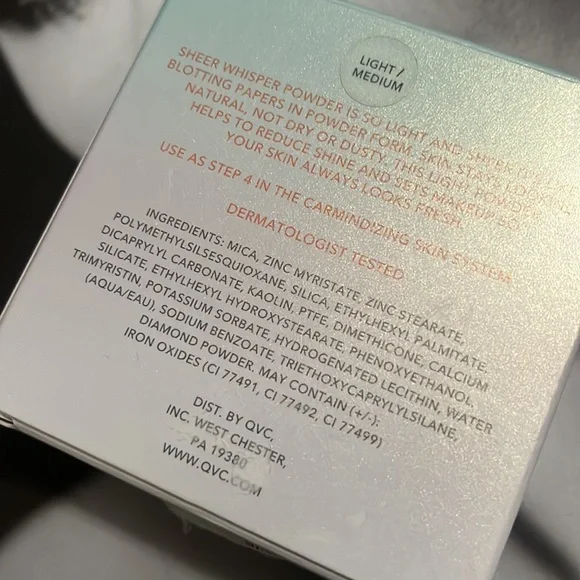 LIGHT /
MEDIUM
SHEER WHISPER POWDER IS SO LIGHT AND SHEER,
BLOTTING PAPERS IN POWDER FORM. SKIN STAYS
NATURAL, NOT DRY OR DUSTY. THIS LIGHT POWDER
HELPS TO REDUCE SHINE AND SETS MAKEUP SO
YOUR SKIN ALWAYS LOOKS FRESH.
USE AS STEP 4 IN THE CARMINDIZING SKIN SYSTEM
DERMATOLOGIST TESTED
INGREDIENTS: MICA, ZINC MYRISTATE, ZINC STEARATE,
POLYMETHYLSILSESQUIOXANE, SILICA, ETHYLHEXYL PALMITATE,
DICAPRYLYL CARBONATE, KAOLIN, PTFE, DIMETHICONE, CALCIUM
SILICATE, ETHYLHEXYL HYDROXYSTEARATE, PHENOXYETHANOL,
TRIMYRISTIN, POTASSIUM SORBATE, HYDROGENATED LECITHIN, WATER
(AQUA/EAU), SODIUM BENZOATE, TRIETHOXYCAPRYLYLSILANE,
DIAMOND POWDER. MAY CONTAIN (+/-):
IRON OXIDES (CI 77491, CI 77492, CI 77499)
DIST. BY QVC,
INC. WEST CHESTER,
PA 19380
WWW.QVC.COM